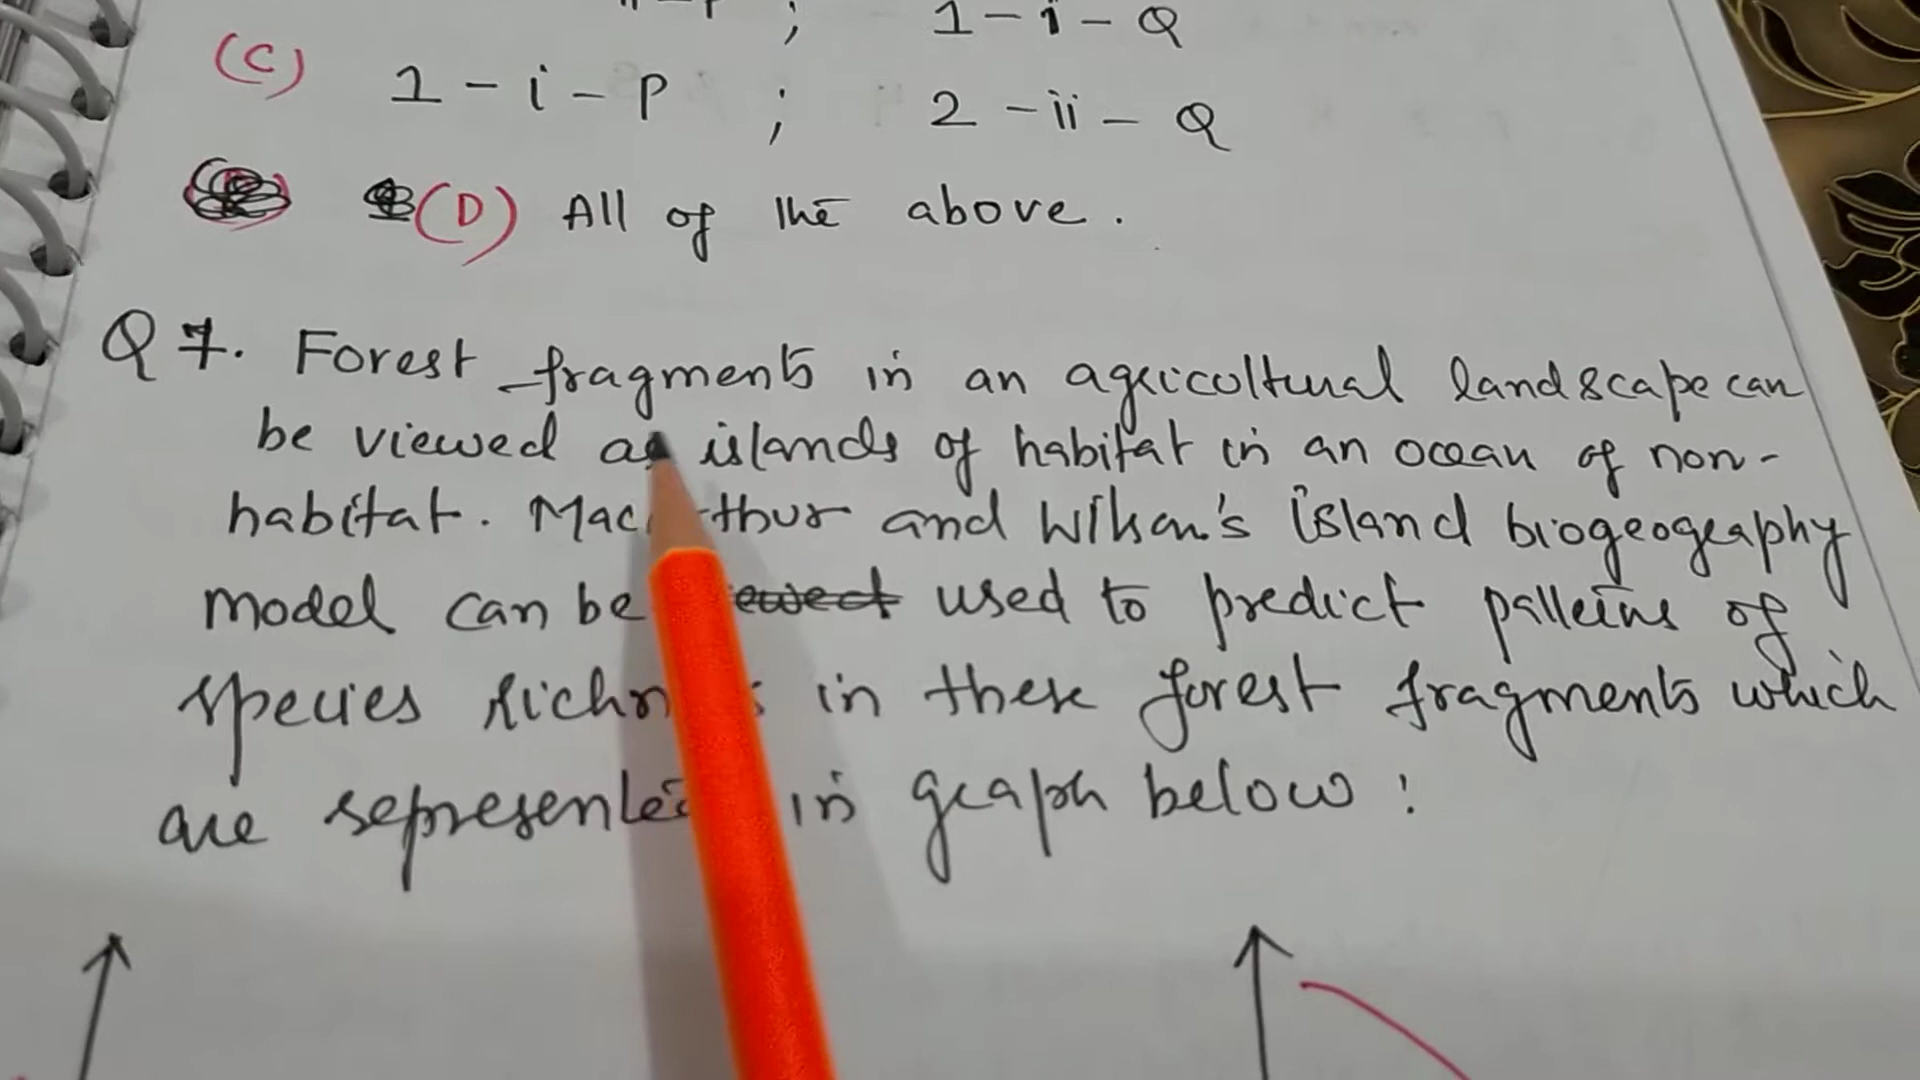 ; 1 - i - Q
(C) 1 - i - P ; 2 - ii - Q
(D) All of the above.
Q7. Forest fragments in an agricultural landscape can
be viewed as islands of habitat in an ocean of non-
habitat. Mac thur and Wilson's island biogeography
model can be used to predict patterns of
species richn s in these forest fragments which
are represented in graph below: